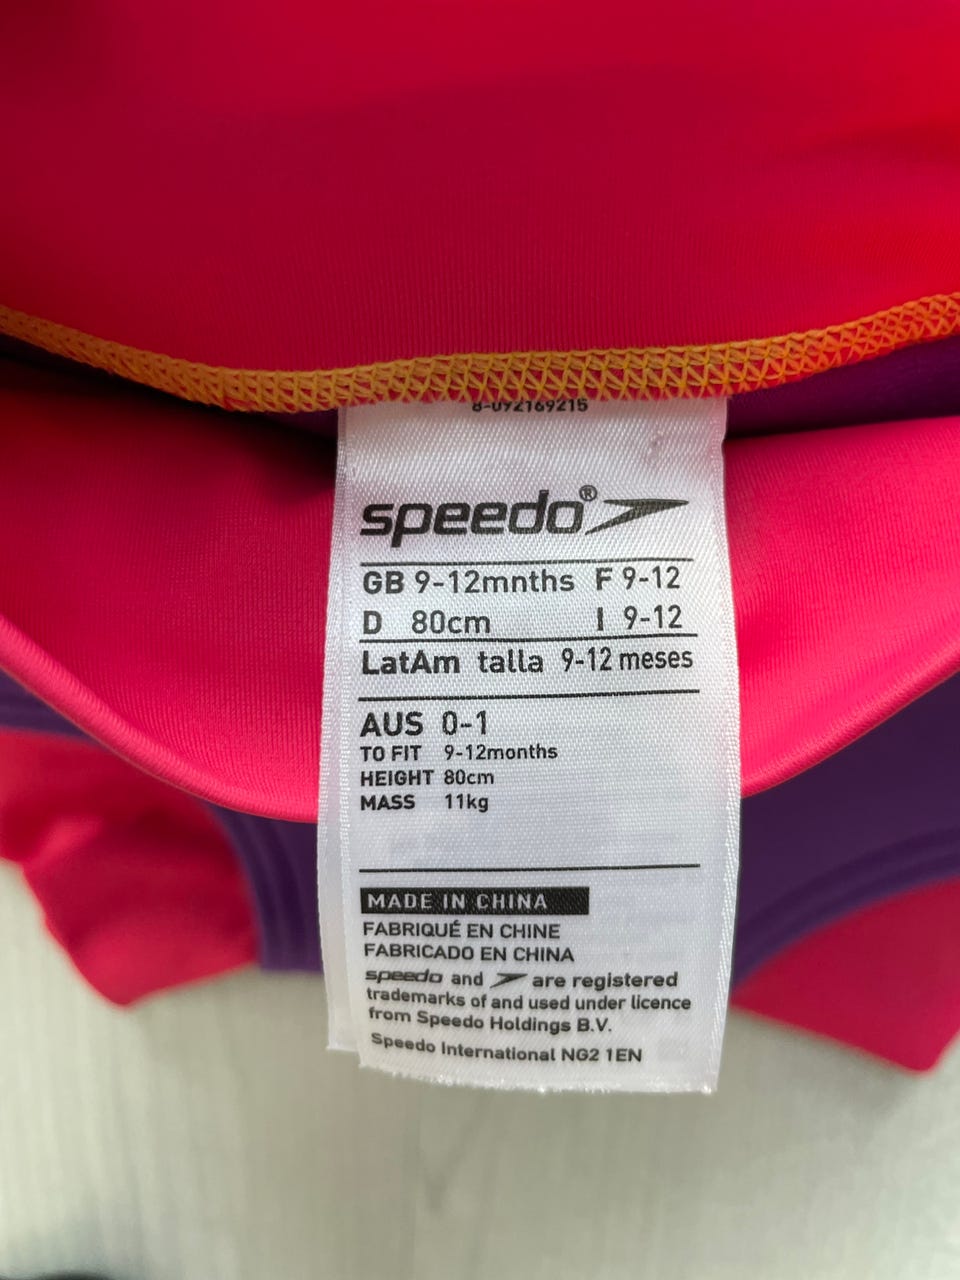 8-092169215
speedo®
GB 9-12mnths F 9-12
D 80cm I 9-12
LatAm talla 9-12 meses
AUS 0-1
TO FIT 9-12months
HEIGHT 80cm
MASS 11kg
MADE IN CHINA
FABRIQUÉ EN CHINE
FABRICADO EN CHINA
speedo and are registered
trademarks of and used under licence
from Speedo Holdings B.V.
Speedo International NG2 1EN